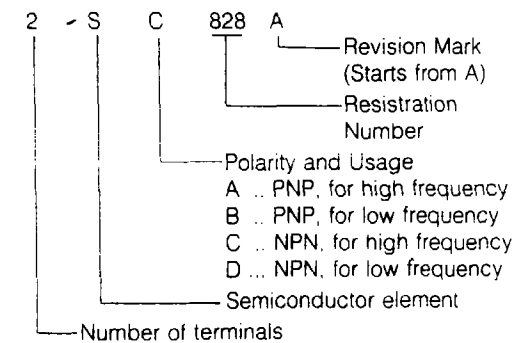 2 - S C 828 A
Revision Mark
(Starts from A)
Resistration
Number
Polarity and Usage
A .. PNP, for high frequency
B .. PNP, for low frequency
C .. NPN, for high frequency
D ... NPN, for low frequency
Semiconductor element
Number of terminals